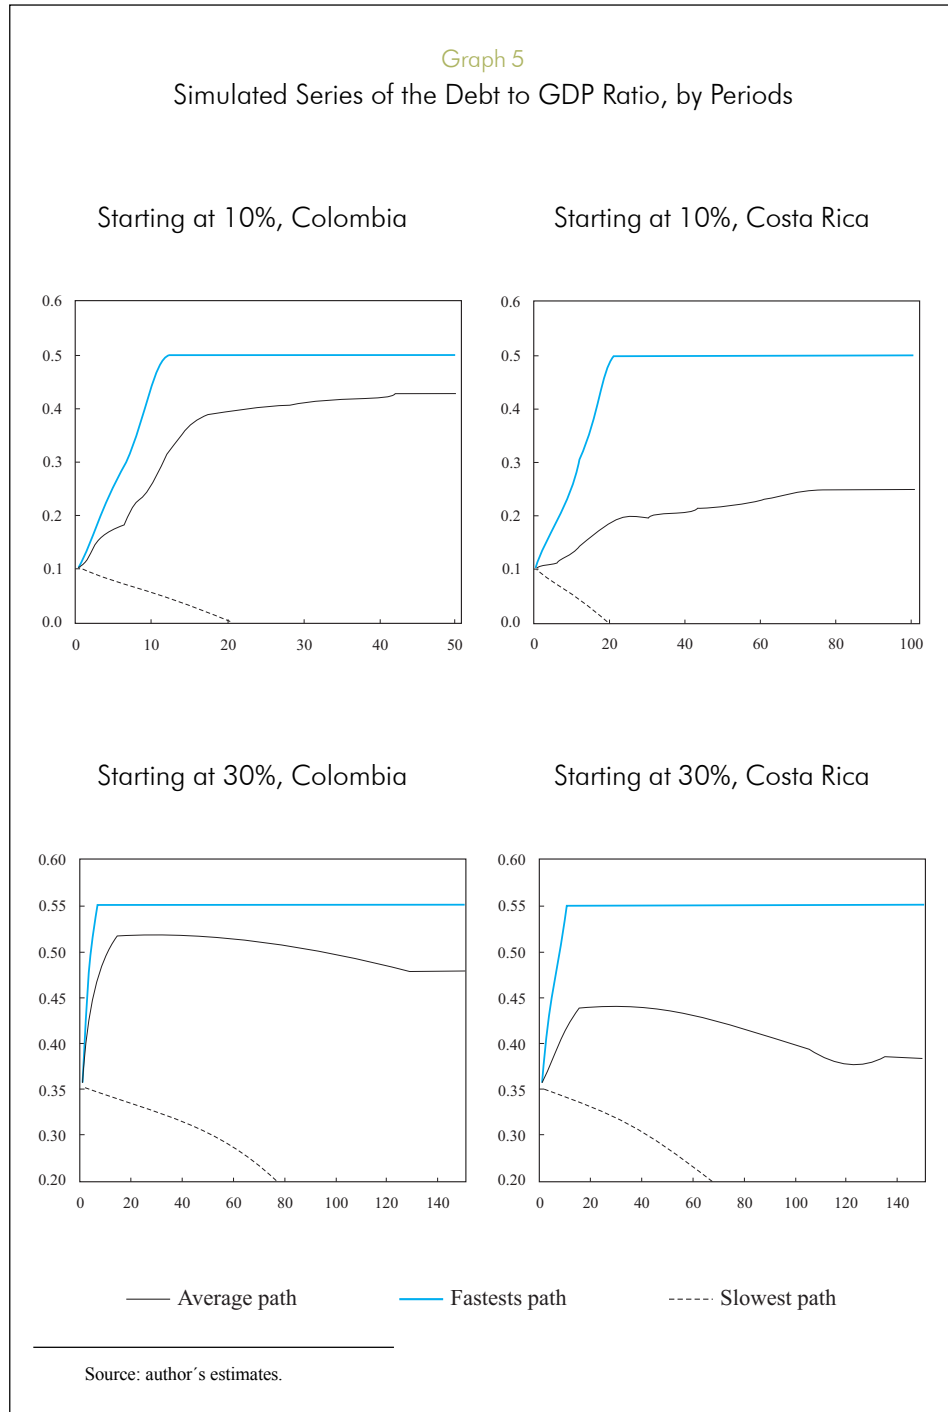 Graph 5
Simulated Series of the Debt to GDP Ratio, by Periods
Starting at 10%, Colombia
0.6
0.5
0.4
0.3
0.2
0.1
0.0
0 10 20 30 40 50
Starting at 10%, Costa Rica
0.6
0.5
0.4
0.3
0.2
0.1
0.0
0 20 40 60 80 100
Starting at 30%, Colombia
0.60
0.55
0.50
0.45
0.40
0.35
0.30
0.20
0 20 40 60 80 100 120 140
Starting at 30%, Costa Rica
0.60
0.55
0.50
0.45
0.40
0.35
0.30
0.20
0 20 40 60 80 100 120 140
Average path Fastests path Slowest path
Source: author´s estimates.